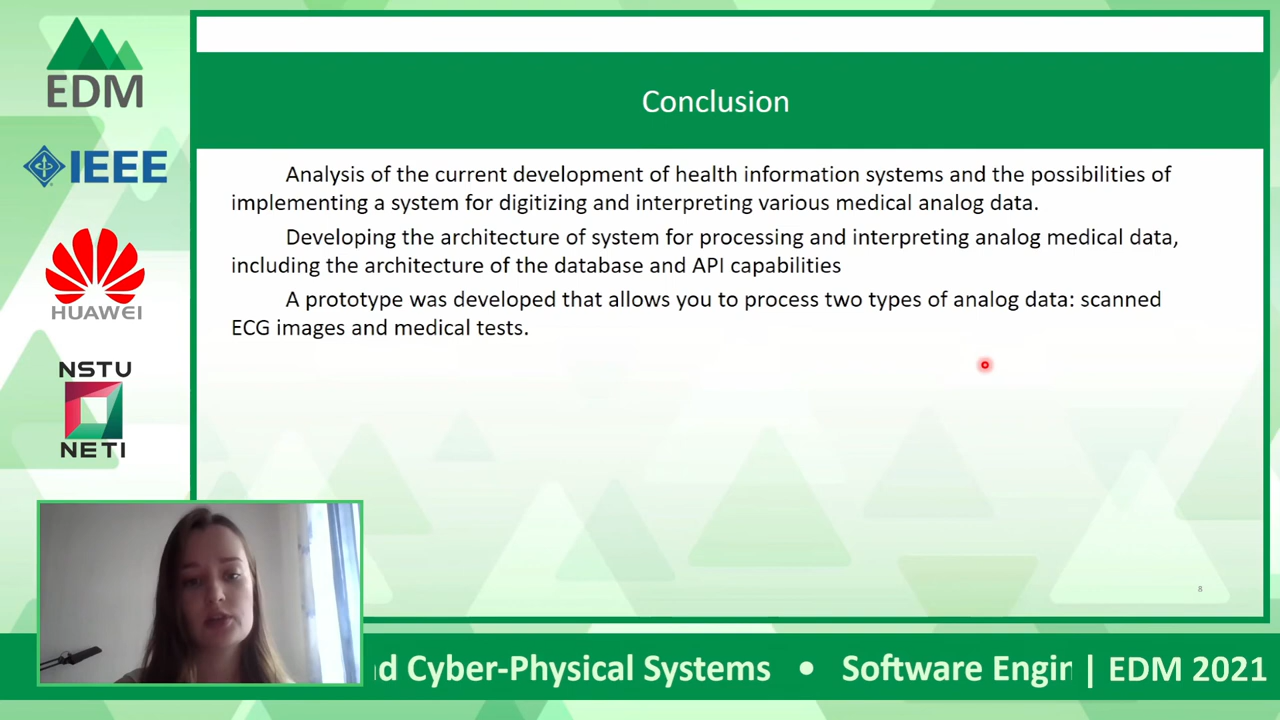 EDM
IEEE
HUAWEI
NSTU
NETI
Conclusion
Analysis of the current development of health information systems and the possibilities of
implementing a system for digitizing and interpreting various medical analog data.
Developing the architecture of system for processing and interpreting analog medical data,
including the architecture of the database and API capabilities
A prototype was developed that allows you to process two types of analog data: scanned
ECG images and medical tests.
8
nd Cyber-Physical Systems • Software Engin | EDM 2021